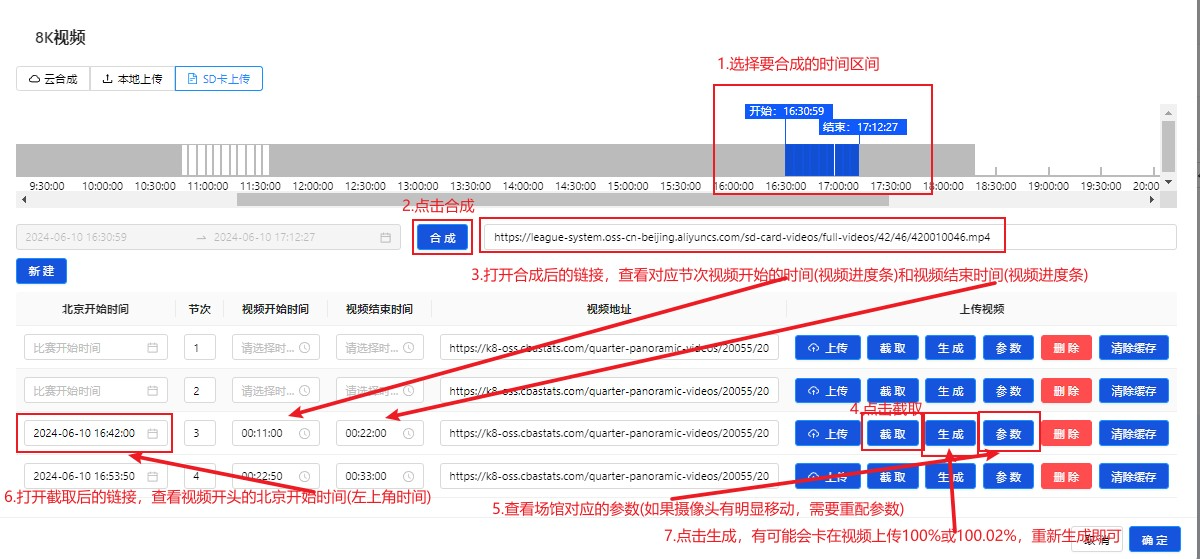 8K视频
1.选择要合成的时间区间
云合成 本地上传 SD卡上传
开始：16:30:59
结束：17:12:27
9:30:00 10:00:00 10:30:00 11:00:00 11:30:00 12:00:00 12:30:00 13:00:00 13:30:00 14:00:00 14:30:00 15:00:00 15:30:00 16:00:00 16:30:00 17:00:00 17:30:00 18:00:00 18:30:00 19:00:00 19:30:00 20:00
2.点击合成
2024-06-10 16:30:59 → 2024-06-10 17:12:27 合成 https://league-system.oss-cn-beijing.aliyuncs.com/sd-card-videos/full-videos/42/46/420010046.mp4
新建
3.打开合成后的链接，查看对应节次视频开始的时间(视频进度条)和视频结束时间(视频进度条)
北京开始时间 节次 视频开始时间 视频结束时间 视频地址 上传视频
比赛开始时间 1 请选择时... 请选择时... https://k8-oss.cbastats.com/quarter-panoramic-videos/20055/20 上传 截取 生成 参数 删除 清除缓存
比赛开始时间 2 请选择时... 请选择时... https://k8-oss.cbastats.com/quarter-panoramic-videos/20055/20 上传 截取 生成 参数 删除 清除缓存
4.点击截取
2024-06-10 16:42:00 3 00:11:00 00:22:00 https://k8-oss.cbastats.com/quarter-panoramic-videos/20055/20 上传 截取 生成 参数 删除 清除缓存
2024-06-10 16:53:50 4 00:22:50 00:33:00 https://k8-oss.cbastats.com/quarter-panoramic-videos/20055/20 上传 截取 生成 参数 删除 清除缓存
6.打开截取后的链接，查看视频开头的北京开始时间(左上角时间)
5.查看场馆对应的参数(如果摄像头有明显移动，需要重配参数)
7.点击生成，有可能会卡在视频上传100%或100.02%，重新生成即可
取消 确定